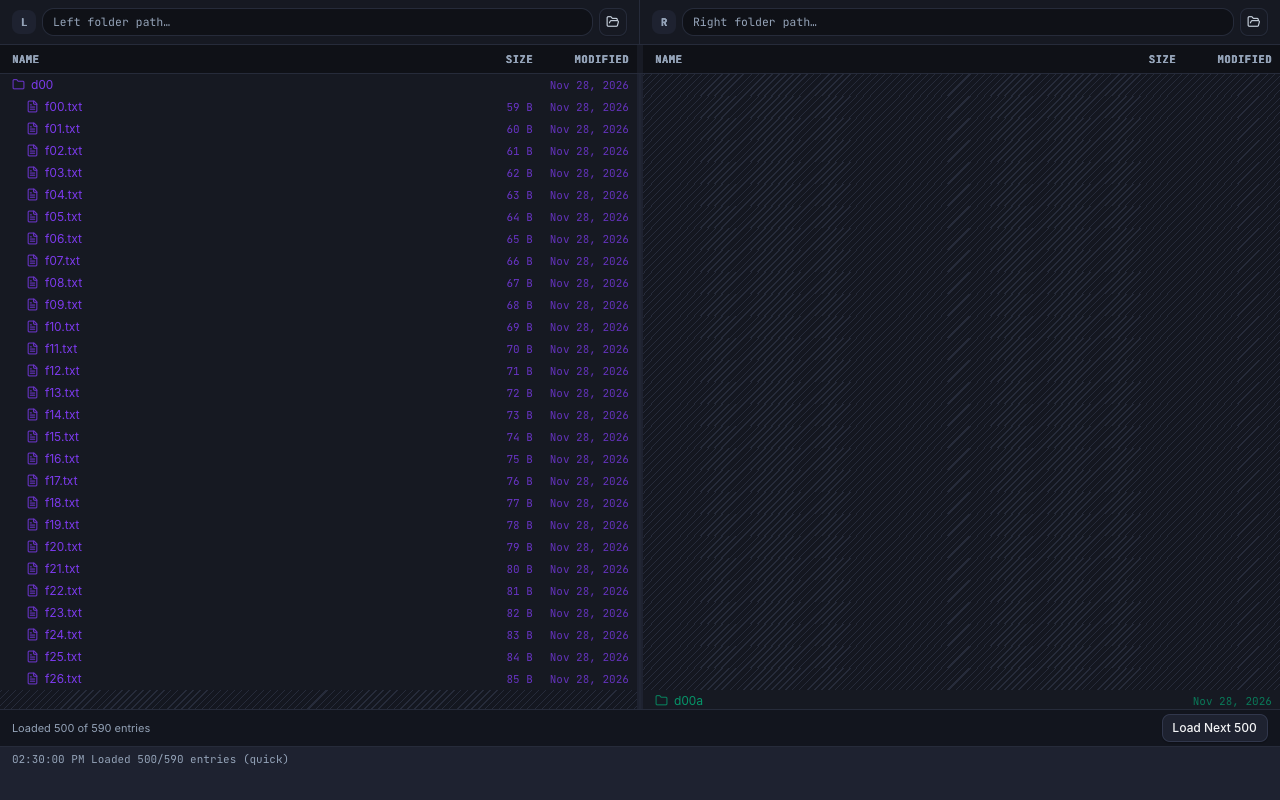 L Left folder path… R Right folder path…
NAME SIZE MODIFIED NAME SIZE MODIFIED
d00 Nov 28, 2026
f00.txt 59 B Nov 28, 2026
f01.txt 60 B Nov 28, 2026
f02.txt 61 B Nov 28, 2026
f03.txt 62 B Nov 28, 2026
f04.txt 63 B Nov 28, 2026
f05.txt 64 B Nov 28, 2026
f06.txt 65 B Nov 28, 2026
f07.txt 66 B Nov 28, 2026
f08.txt 67 B Nov 28, 2026
f09.txt 68 B Nov 28, 2026
f10.txt 69 B Nov 28, 2026
f11.txt 70 B Nov 28, 2026
f12.txt 71 B Nov 28, 2026
f13.txt 72 B Nov 28, 2026
f14.txt 73 B Nov 28, 2026
f15.txt 74 B Nov 28, 2026
f16.txt 75 B Nov 28, 2026
f17.txt 76 B Nov 28, 2026
f18.txt 77 B Nov 28, 2026
f19.txt 78 B Nov 28, 2026
f20.txt 79 B Nov 28, 2026
f21.txt 80 B Nov 28, 2026
f22.txt 81 B Nov 28, 2026
f23.txt 82 B Nov 28, 2026
f24.txt 83 B Nov 28, 2026
f25.txt 84 B Nov 28, 2026
f26.txt 85 B Nov 28, 2026
d00a Nov 28, 2026
Loaded 500 of 590 entries Load Next 500
02:30:00 PM Loaded 500/590 entries (quick)